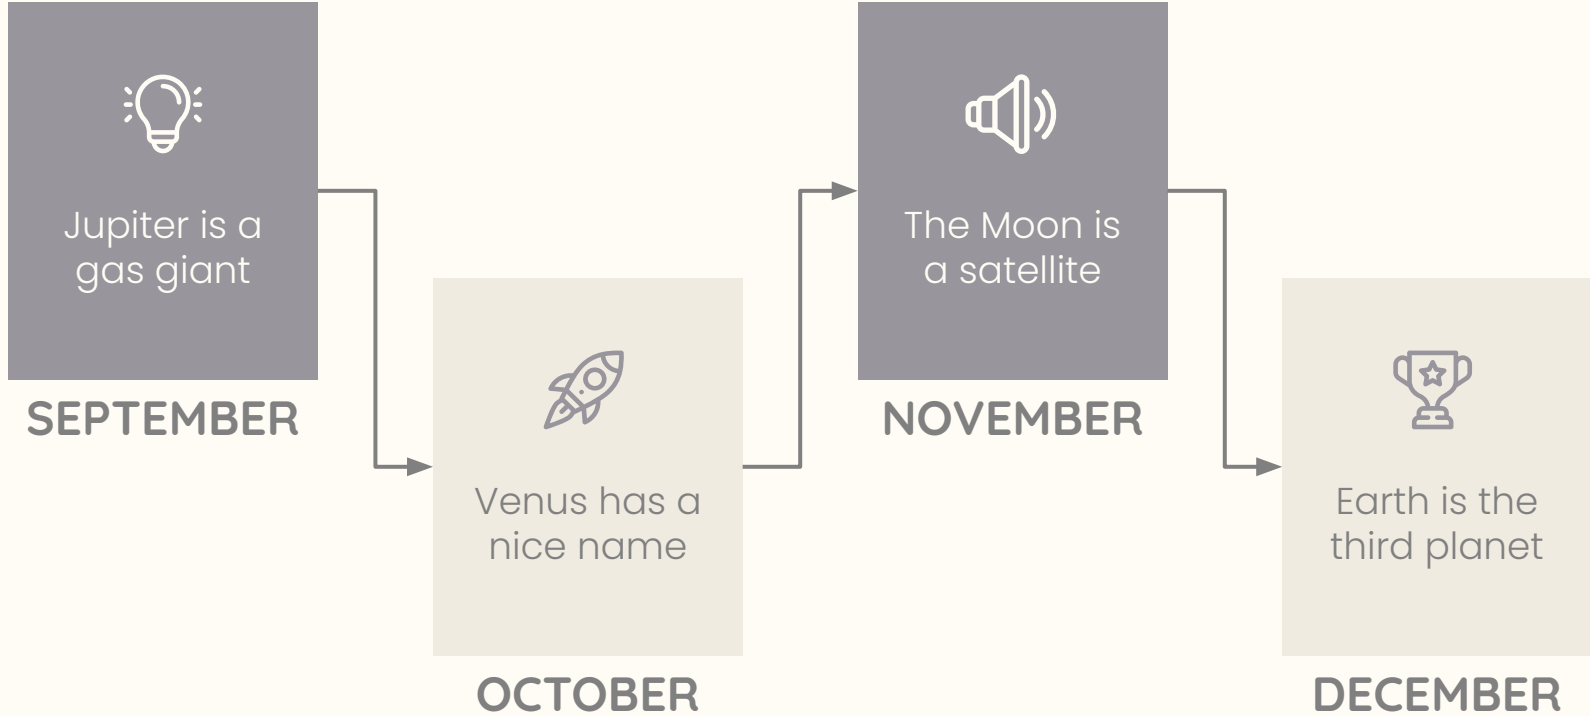 Jupiter is a
gas giant
SEPTEMBER
Venus has a
nice name
OCTOBER
The Moon is
a satellite
NOVEMBER
Earth is the
third planet
DECEMBER